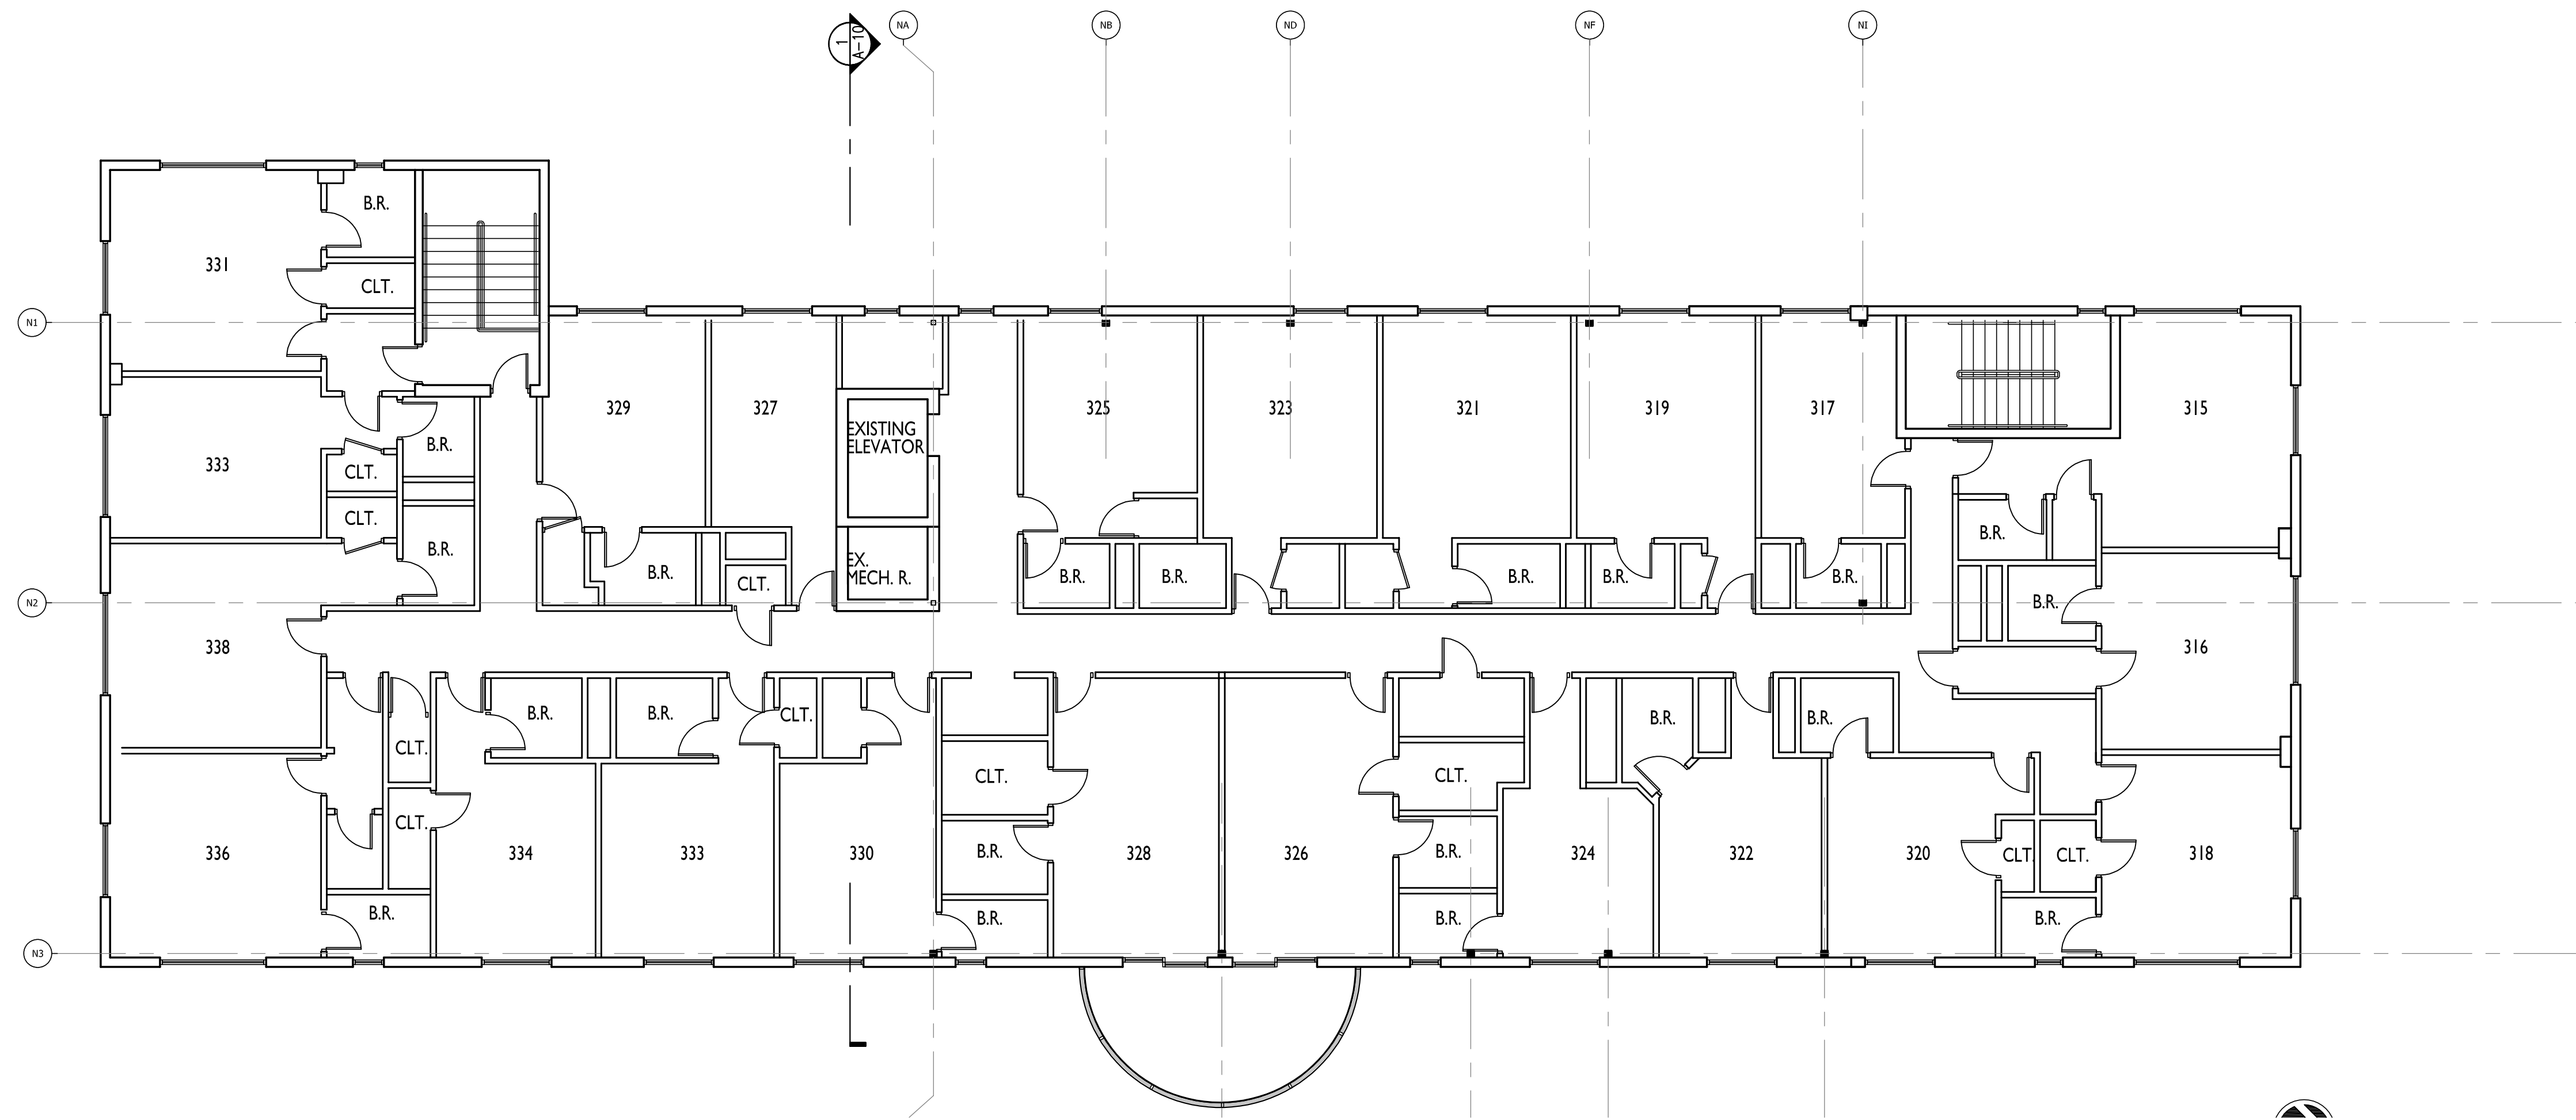 1
A-10
NA
NB
ND
NF
NI
B.R.
331
CLT.
N1
329
327
325
323
321
319
317
315
EXISTING
ELEVATOR
B.R.
333
CLT.
CLT.
B.R.
B.R.
EX.
MECH. R.
CLT.
B.R.
B.R.
B.R.
B.R.
B.R.
B.R.
B.R.
N2
338
316
B.R.
B.R.
CLT.
B.R.
B.R.
CLT.
CLT.
CLT.
CLT.
336
334
333
330
B.R.
328
326
B.R.
324
322
320
CLT.
CLT.
318
B.R.
B.R.
B.R.
B.R.
N3